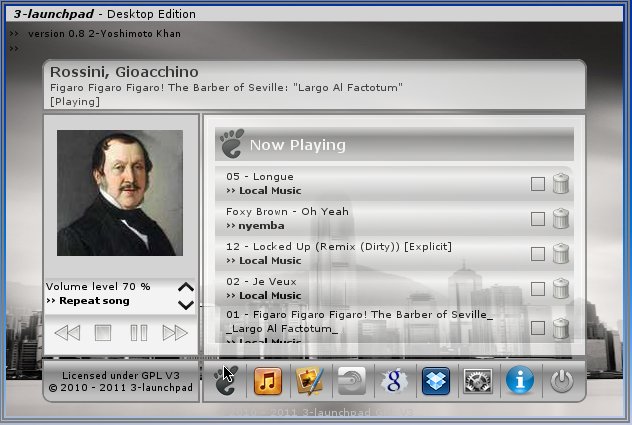 3-launchpad - Desktop Edition
›› version 0.8 2-Yoshimoto Khan
››
Rossini, Gioacchino
Figaro Figaro Figaro! The Barber of Seville: "Largo Al Factotum"
[Playing]
Now Playing
05 - Longue
›› Local Music
Foxy Brown - Oh Yeah
›› nyemba
12 - Locked Up (Remix (Dirty)) [Explicit]
›› Local Music
02 - Je Veux
›› Local Music
01 - Figaro Figaro Figaro! The Barber of Seville_
_Largo Al Factotum_
›› Local Music
Volume level 70 %
›› Repeat song
Licensed under GPL V3
© 2010 - 2011 3-launchpad
g
i
2010 - 2011 3-launchpad GPL V3